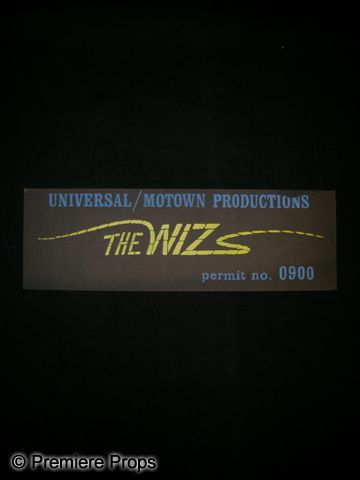 UNIVERSAL/MOTOWN PRODUCTIONS
THE WIZ
permit no. 0900
© Premiere Props